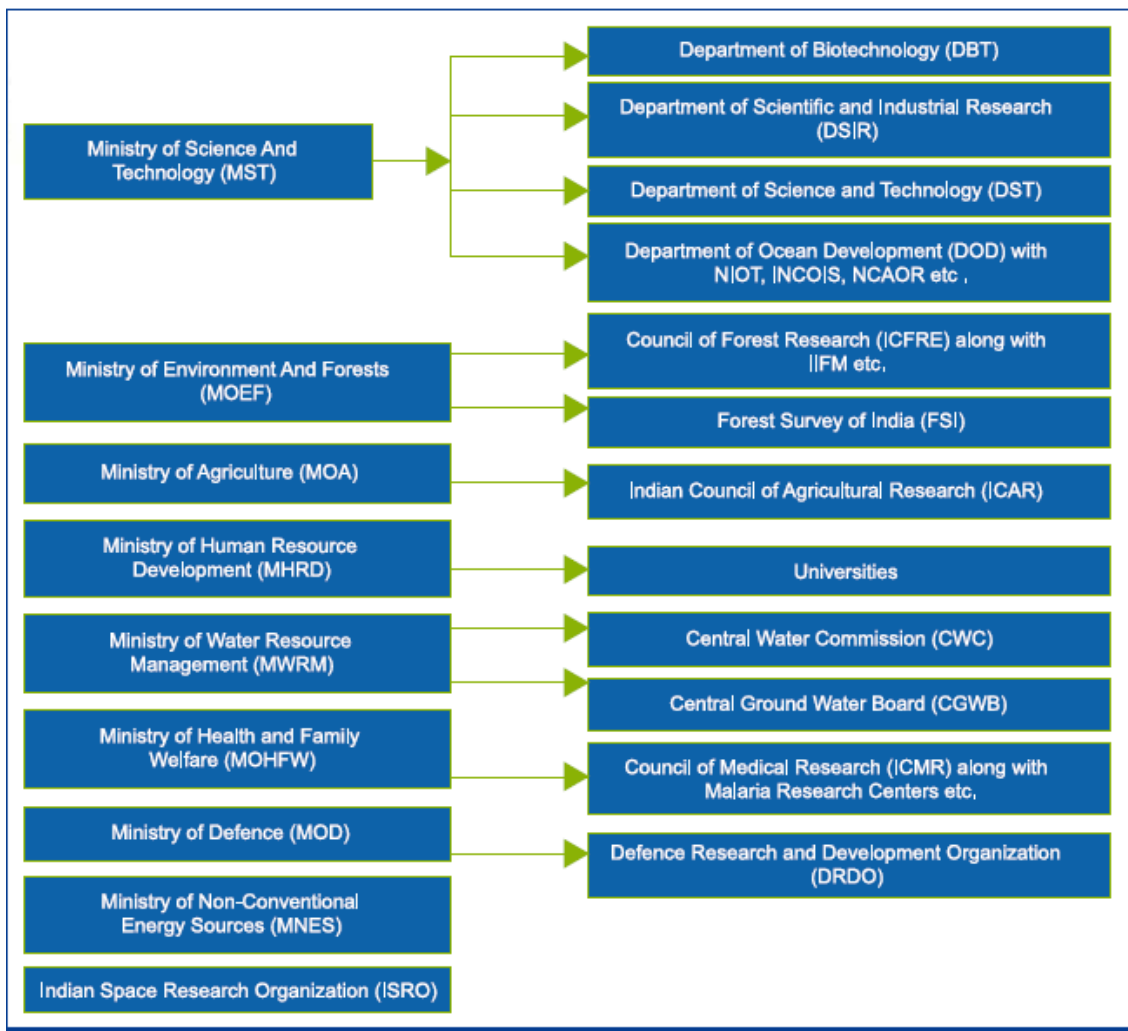 Ministry of Science And
Technology (MST)
Department of Biotechnology (DBT)
Department of Scientific and Industrial Research
(DSIR)
Department of Science and Technology (DST)
Department of Ocean Development (DOD) with
NIOT, INCOIS, NCAOR etc .
Ministry of Environment And Forests
(MOEF)
Council of Forest Research (ICFRE) along with
IIFM etc.
Forest Survey of India (FSI)
Ministry of Agriculture (MOA)
Indian Council of Agricultural Research (ICAR)
Ministry of Human Resource
Development (MHRD)
Universities
Ministry of Water Resource
Management (MWRM)
Central Water Commission (CWC)
Central Ground Water Board (CGWB)
Ministry of Health and Family
Welfare (MOHFW)
Council of Medical Research (ICMR) along with
Malaria Research Centers etc.
Ministry of Defence (MOD)
Defence Research and Development Organization
(DRDO)
Ministry of Non-Conventional
Energy Sources (MNES)
Indian Space Research Organization (ISRO)